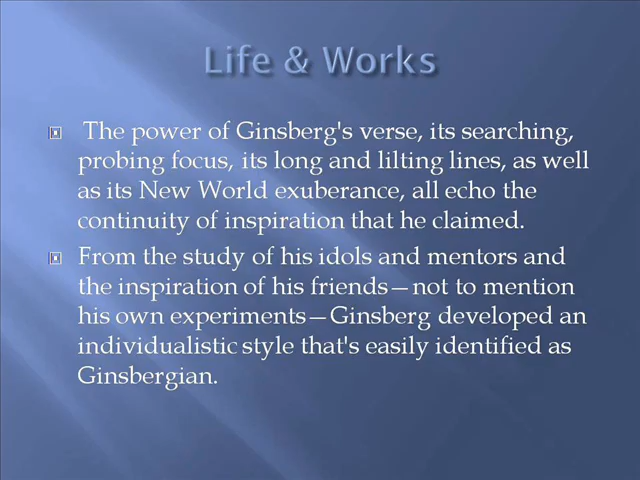 Life & Works
The power of Ginsberg's verse, its searching,
probing focus, its long and lilting lines, as well
as its New World exuberance, all echo the
continuity of inspiration that he claimed.
From the study of his idols and mentors and
the inspiration of his friends—not to mention
his own experiments—Ginsberg developed an
individualistic style that's easily identified as
Ginsbergian.